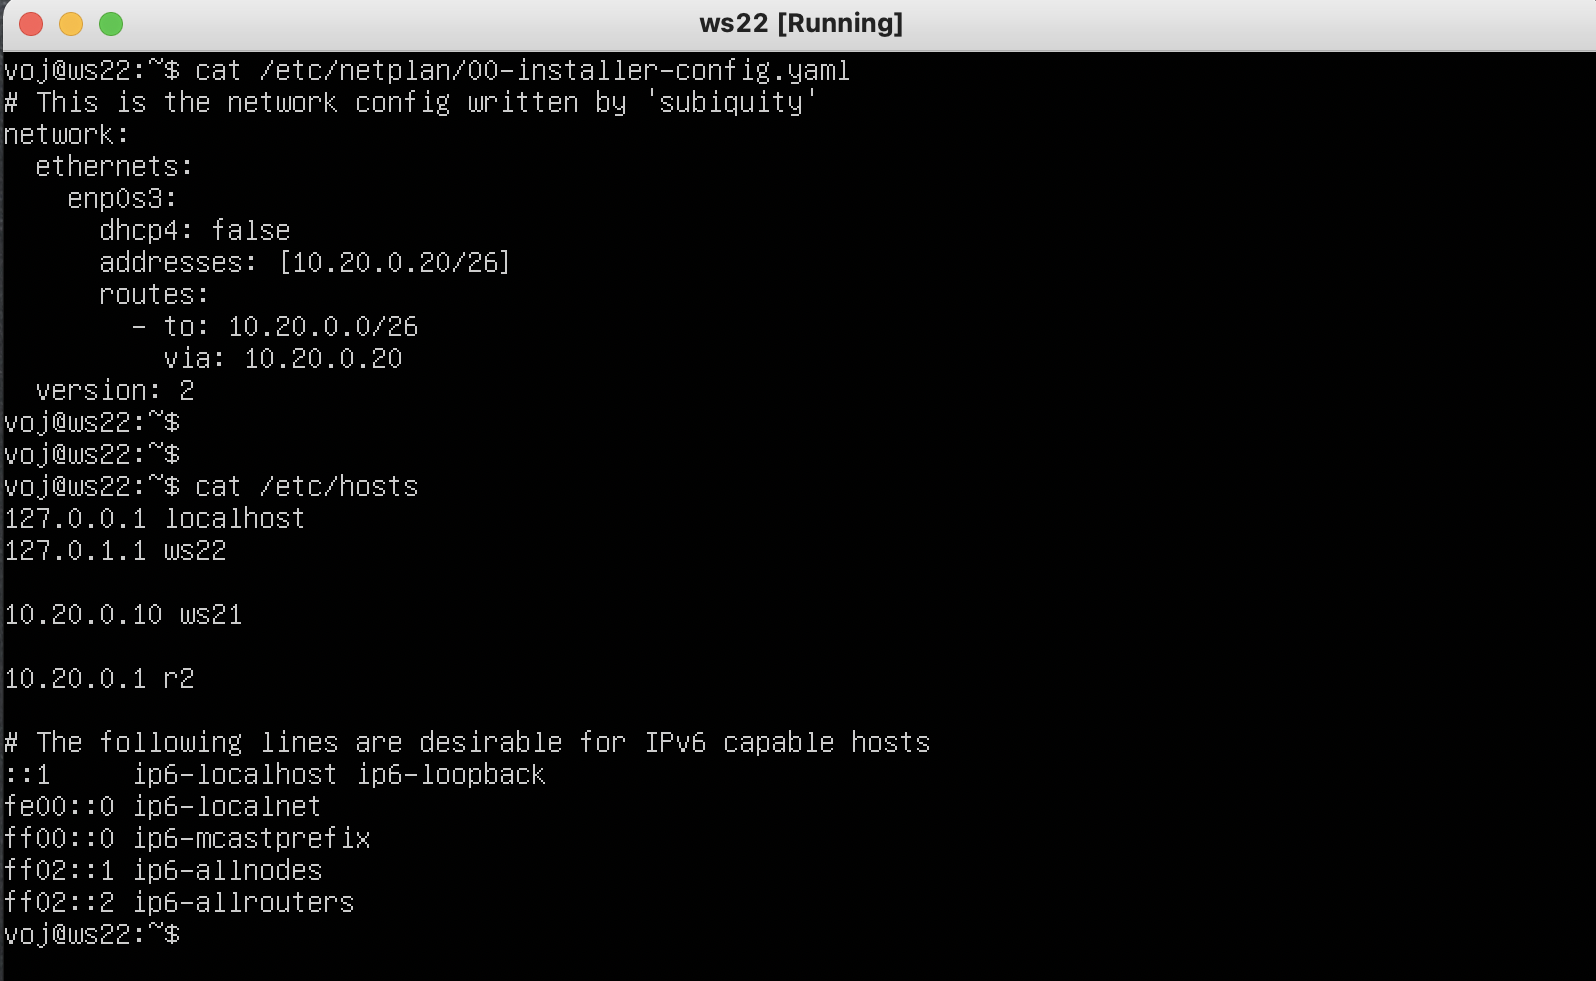 ws22 [Running]
voj@ws22:~$ cat /etc/netplan/00-installer-config.yaml
# This is the network config written by 'subiquity'
network:
  ethernets:
    enp0s3:
      dhcp4: false
      addresses: [10.20.0.20/26]
      routes:
        - to: 10.20.0.0/26
          via: 10.20.0.20
  version: 2
voj@ws22:~$
voj@ws22:~$
voj@ws22:~$ cat /etc/hosts
127.0.0.1 localhost
127.0.1.1 ws22

10.20.0.10 ws21

10.20.0.1 r2

# The following lines are desirable for IPv6 capable hosts
::1     ip6-localhost ip6-loopback
fe00::0 ip6-localnet
ff00::0 ip6-mcastprefix
ff02::1 ip6-allnodes
ff02::2 ip6-allrouters
voj@ws22:~$